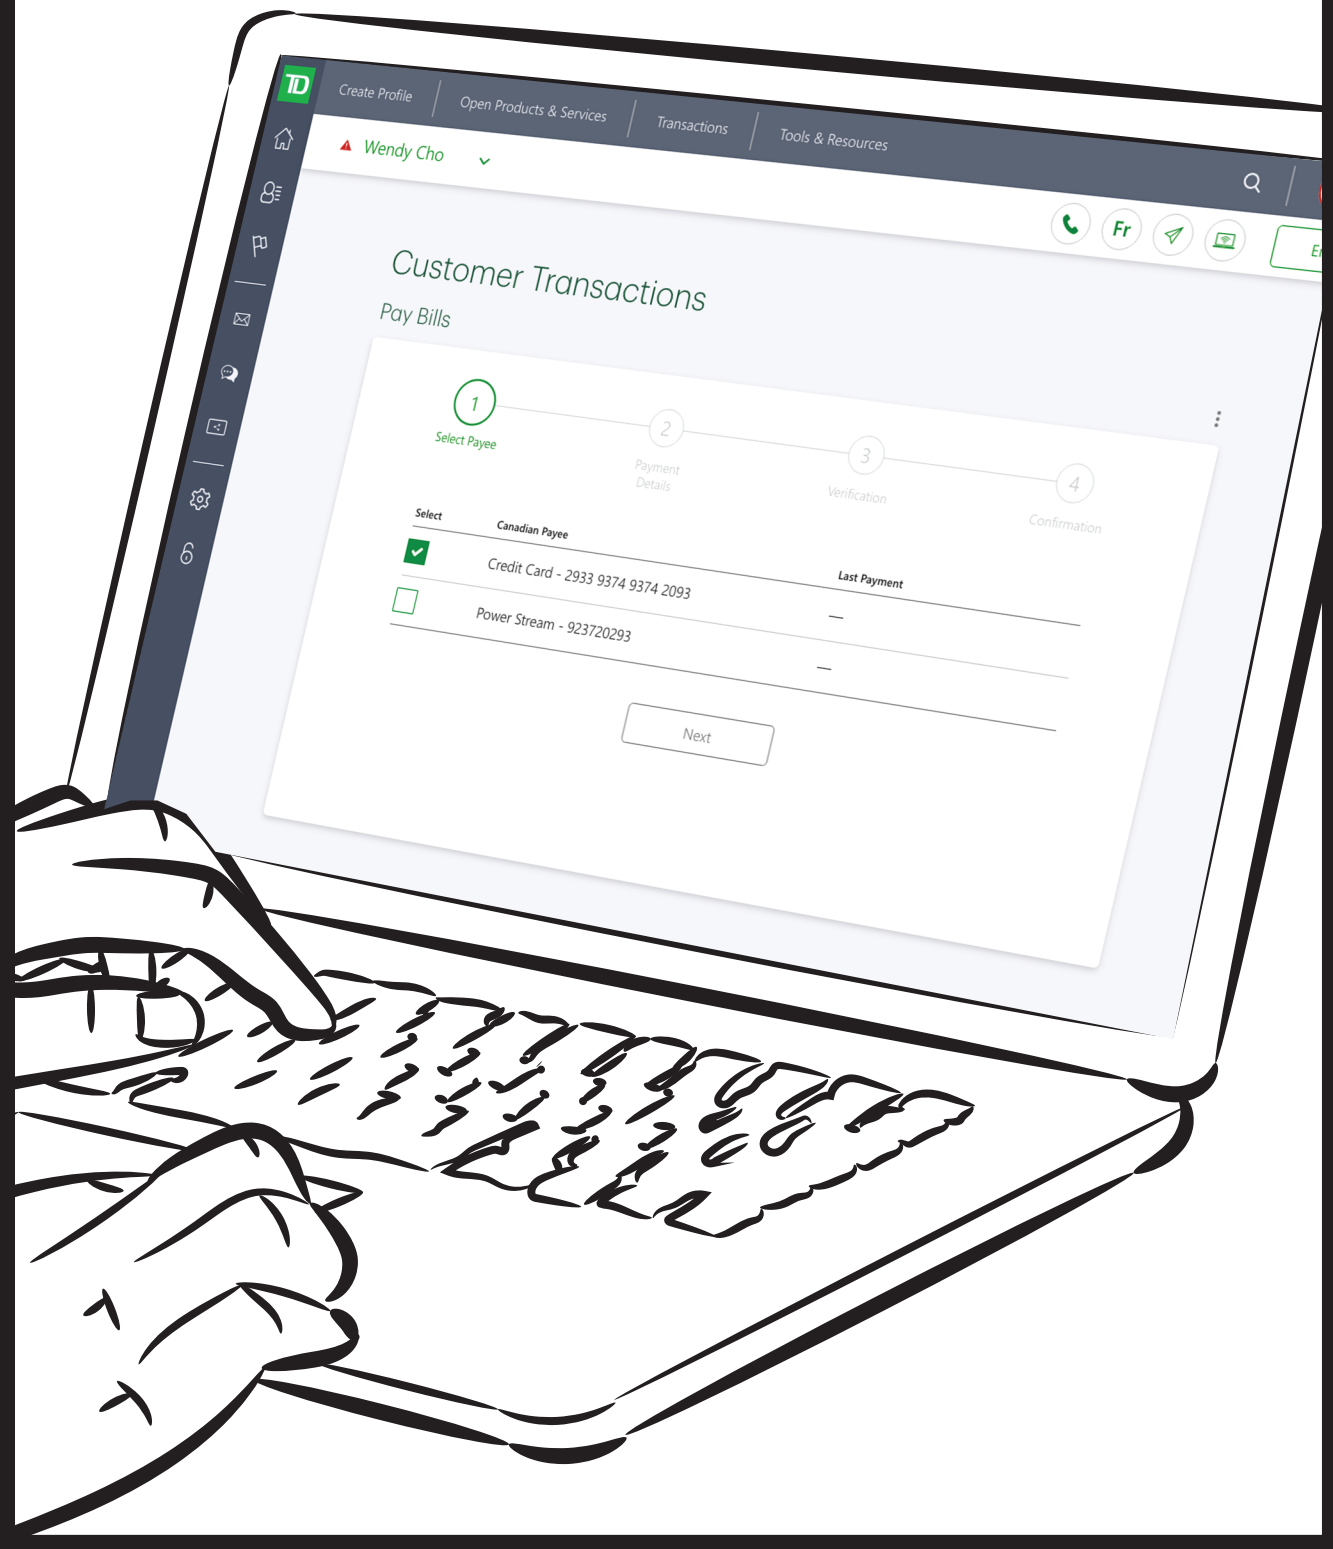 TD
Create Profile
Open Products & Services
Transactions
Tools & Resources
Wendy Cho
Fr
Customer Transactions
Pay Bills
1
Select Payee
2
Payment
Details
3
Verification
4
Confirmation
Select
Canadian Payee
Last Payment
Credit Card - 2933 9374 9374 2093
—
Power Stream - 923720293
—
Next